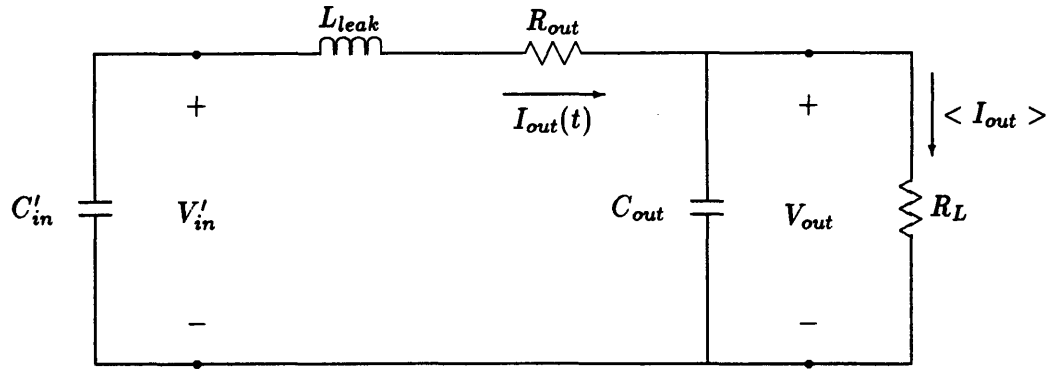 L_leak
R_out
I_out(t)
+
+
< I_out >
C'_in
V'_in
C_out
V_out
R_L
−
−